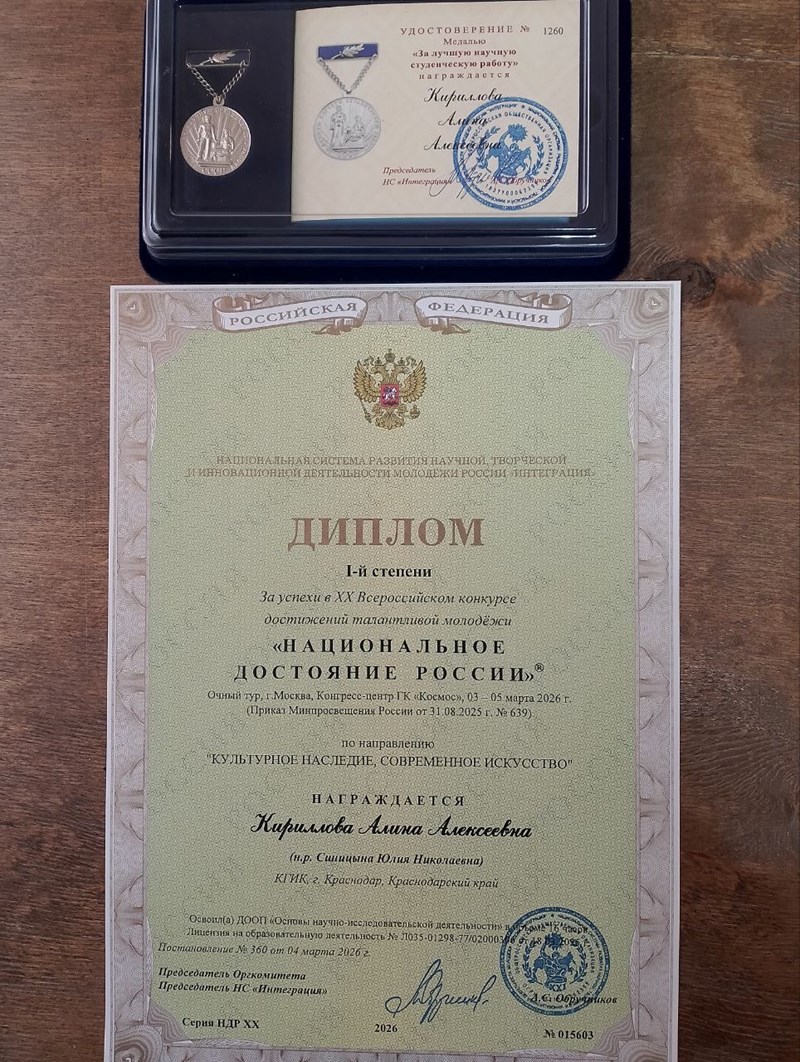 УДОСТОВЕРЕНИЕ № 1260
Медалью
«За лучшую научную
студенческую работу»
награждается
Кириллова
Алина
Алексеевна
Председатель
НС «Интеграция»
РОССИЙСКАЯ ФЕДЕРАЦИЯ
НАЦИОНАЛЬНАЯ СИСТЕМА РАЗВИТИЯ НАУЧНОЙ, ТВОРЧЕСКОЙ
И ИННОВАЦИОННОЙ ДЕЯТЕЛЬНОСТИ МОЛОДЁЖИ РОССИИ «ИНТЕГРАЦИЯ»
ДИПЛОМ
I-й степени
За успехи в XX Всероссийском конкурсе
достижений талантливой молодёжи
«НАЦИОНАЛЬНОЕ
ДОСТОЯНИЕ РОССИИ»®
Очный тур, г.Москва, Конгресс-центр ГК «Космос», 03 – 05 марта 2026 г.
(Приказ Минпросвещения России от 31.08.2025 г. № 639)
по направлению
"КУЛЬТУРНОЕ НАСЛЕДИЕ, СОВРЕМЕННОЕ ИСКУССТВО"
НАГРАЖДАЕТСЯ
Кириллова Алина Алексеевна
(н.р. Синицына Юлия Николаевна)
КГИК, г. Краснодар, Краснодарский край
Освоил(а) ДООП «Основы научно-исследовательской деятельности» в
Лицензия на образовательную деятельность №
Постановление № 360 от 04 марта 2026 г.
Председатель Оргкомитета
Председатель НС «Интеграция»
А.С. Обручников
Серия НДР XX
2026
№ 015603